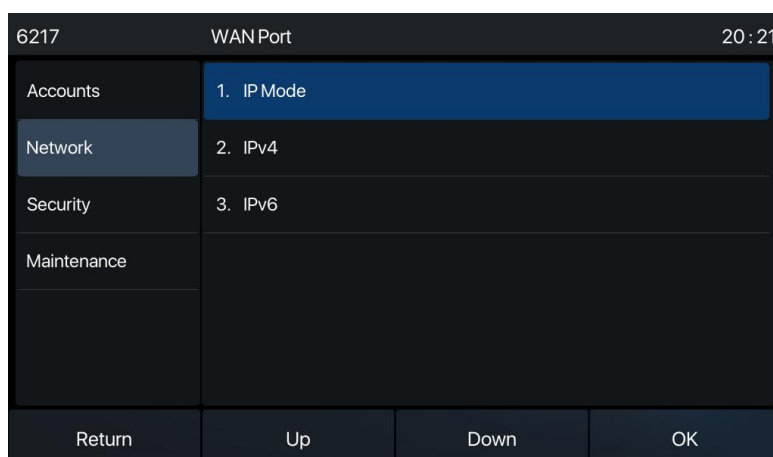 6217 WAN Port 20:21
Accounts
Network
Security
Maintenance
1. IP Mode
2. IPv4
3. IPv6
Return Up Down OK